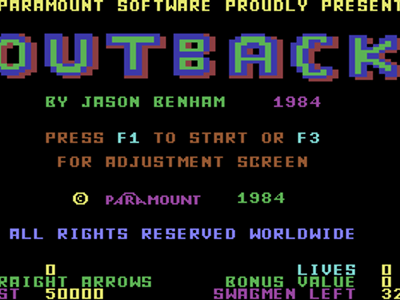 PARAMOUNT SOFTWARE PROUDLY PRESENT
OUTBACK
BY JASON BENHAM 1984
PRESS F1 TO START OR F3
FOR ADJUSTMENT SCREEN
© PARAMOUNT 1984
ALL RIGHTS RESERVED WORLDWIDE
0 LIVES 0
RAIGHT ARROWS BONUS VALUE 0.
ST 50000 SWAGMEN LEFT 32